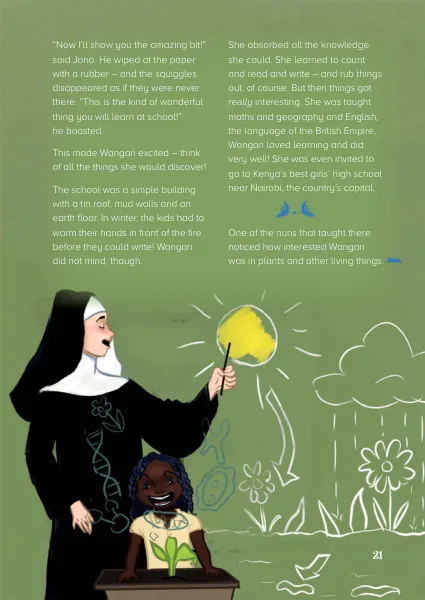 “Now I’ll show you the amazing bit!”
said Jono. He wiped at the paper
with a rubber – and the squiggles
disappeared as if they were never
there. “This is the kind of wonderful
thing you will learn at school!”
he boasted.
This made Wangari excited – think
of all the things she would discover!
The school was a simple building
with a tin roof, mud walls and an
earth floor. In winter, the kids had to
warm their hands in front of the fire
before they could write! Wangari
did not mind, though.
She absorbed all the knowledge
she could. She learned to count
and read and write – and rub things
out, of course. But then things got
really interesting. She was taught
maths and geography and English,
the language of the British Empire.
Wangari loved learning and did
very well! She was even invited to
go to Kenya’s best girls’ high school
near Nairobi, the country’s capital.
One of the nuns that taught there
noticed how interested Wangari
was in plants and other living things.
21